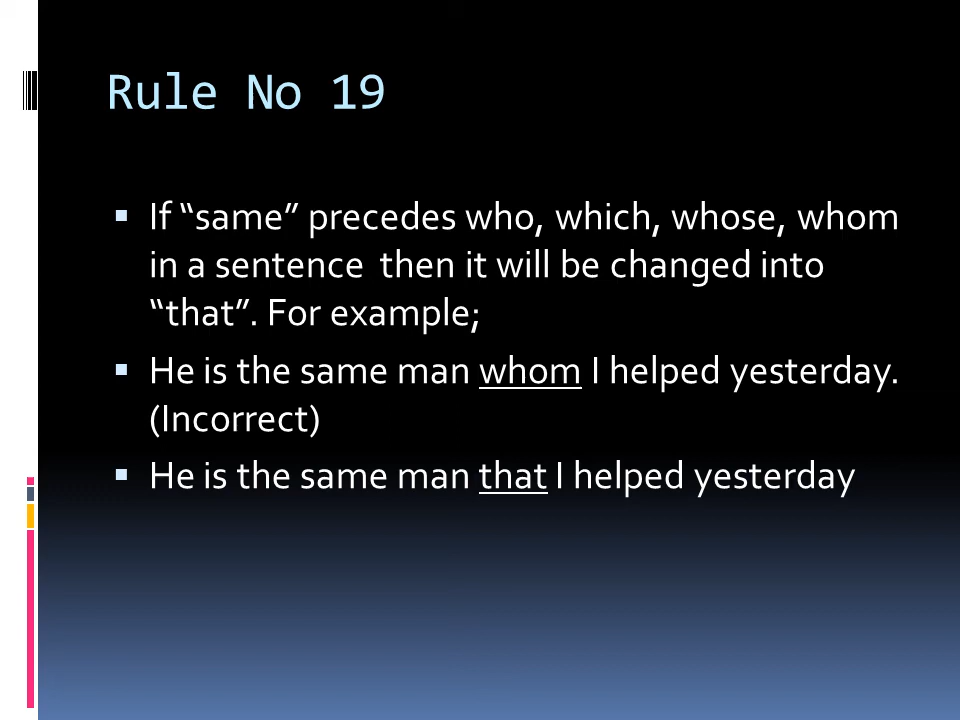 Rule No 19
If “same” precedes who, which, whose, whom
in a sentence  then it will be changed into
“that”. For example;
He is the same man whom I helped yesterday.
(Incorrect)
He is the same man that I helped yesterday